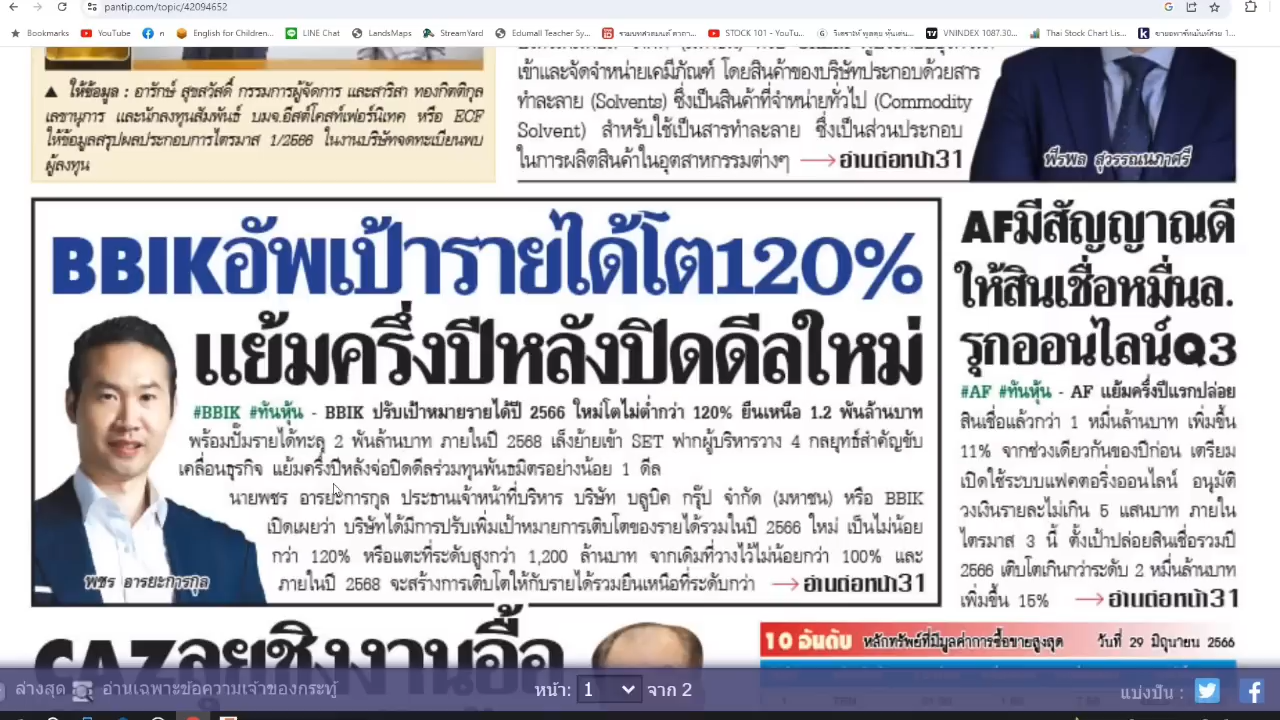 pantip.com/topic/42094652
Bookmarks YouTube English for Children... LINE Chat LandsMaps StreamYard Edumall Teacher Sy... STOCK 101 - YouTu... VNINDEX 1087.30... Thai Stock Chart Lis...
▲ ให้ข้อมูล : อารักษ์ สุขสวัสดิ์ กรรมการผู้จัดการ และสาริสา ทองกิตติกุล
เลขานุการ และนักลงทุนสัมพันธ์ บมจ.อีสต์โคสท์เฟอร์นิเทค หรือ ECF
ให้ข้อมูลสรุปผลประกอบการไตรมาส 1/2566 ในงานบริษัทจดทะเบียนพบ
ผู้ลงทุน
เข้าและจัดจำหน่ายเคมีภัณฑ์ โดยสินค้าของบริษัทประกอบด้วยสาร
ทำละลาย (Solvents) ซึ่งเป็นสินค้าที่จำหน่ายทั่วไป (Commodity
Solvent) สำหรับใช้เป็นสารทำละลาย ซึ่งเป็นส่วนประกอบ
ในการผลิตสินค้าในอุตสาหกรรมต่างๆ อ่านต่อหน้า31
พีรพล สุวรรณนภาศรี
BBIKอัพเป้ารายได้โต120%
แย้มครึ่งปีหลังปิดดีลใหม่
#BBIK #ทันหุ้น - BBIK ปรับเป้าหมายรายได้ปี 2566 ใหม่โตไม่ต่ำกว่า 120% ยืนเหนือ 1.2 พันล้านบาท
พร้อมปั๊มรายได้ทะลุ 2 พันล้านบาท ภายในปี 2568 เล็งย้ายเข้า SET ฟากผู้บริหารวาง 4 กลยุทธ์สำคัญขับ
เคลื่อนธุรกิจ แย้มครึ่งปีหลังจ่อปิดดีลร่วมทุนพันธมิตรอย่างน้อย 1 ดีล
นายพชร อารยะการกุล ประธานเจ้าหน้าที่บริหาร บริษัท บลูบิค กรุ๊ป จำกัด (มหาชน) หรือ BBIK
เปิดเผยว่า บริษัทได้มีการปรับเพิ่มเป้าหมายการเติบโตของรายได้รวมในปี 2566 ใหม่ เป็นไม่น้อย
กว่า 120% หรือแตะที่ระดับสูงกว่า 1,200 ล้านบาท จากเดิมที่วางไว้ไม่น้อยกว่า 100% และ
ภายในปี 2568 จะสร้างการเติบโตให้กับรายได้รวมยืนเหนือที่ระดับกว่า อ่านต่อหน้า31
พชร อารยะการกุล
AFมีสัญญาณดี
ให้สินเชื่อหมื่นล.
รุกออนไลน์Q3
#AF #ทันหุ้น - AF แย้มครึ่งปีแรกปล่อย
สินเชื่อแล้วกว่า 1 หมื่นล้านบาท เพิ่มขึ้น
11% จากช่วงเดียวกันของปีก่อน เตรียม
เปิดใช้ระบบแฟคตอริ่งออนไลน์ อนุมัติ
วงเงินรายละไม่เกิน 5 แสนบาท ภายใน
ไตรมาส 3 นี้ ตั้งเป้าปล่อยสินเชื่อรวมปี
2566 เติบโตเกินกว่าระดับ 2 หมื่นล้านบาท
เพิ่มขึ้น 15% อ่านต่อหน้า31
CAZลุยชิงงานอื้อ
10 อันดับ หลักทรัพย์ที่มีมูลค่าการซื้อขายสูงสุด วันที่ 29 มิถุนายน 2566
ล่างสุด อ่านเฉพาะข้อความเจ้าของกระทู้ หน้า: 1 จาก 2 แบ่งปัน :